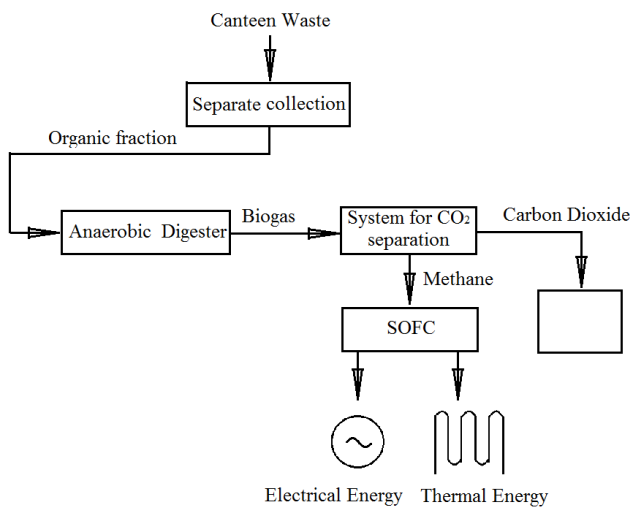 Canteen Waste
Separate collection
Organic fraction
Anaerobic Digester
Biogas
System for CO₂
separation
Carbon Dioxide
Methane
SOFC
Electrical Energy
Thermal Energy